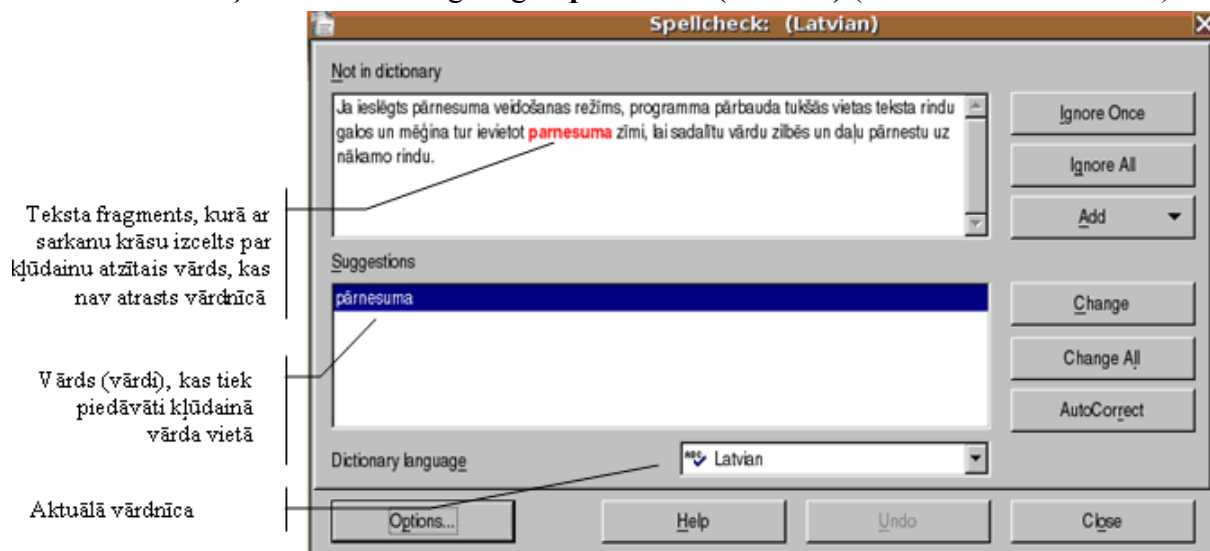 Spellcheck: (Latvian)
Not in dictionary
Ja ieslēgts pārnesuma veidošanas režīms, programma pārbauda tukšās vietas teksta rindu
galos un mēģina tur ievietot parnesuma zīmi, lai sadalītu vārdu zilbēs un daļu pārnestu uz
nākamo rindu.
Ignore Once
Ignore All
Add
Teksta fragments, kurā ar
sarkanu krāsu izcelts par
kļūdainu atzītais vārds, kas
nav atrasts vārdnīcā
Suggestions
pārnesuma
Change
Change All
AutoCorrect
Vārds (vārdi), kas tiek
piedāvāti kļūdainā
vārda vietā
Dictionary language
Latvian
Aktuālā vārdnīca
Options...
Help
Undo
Close